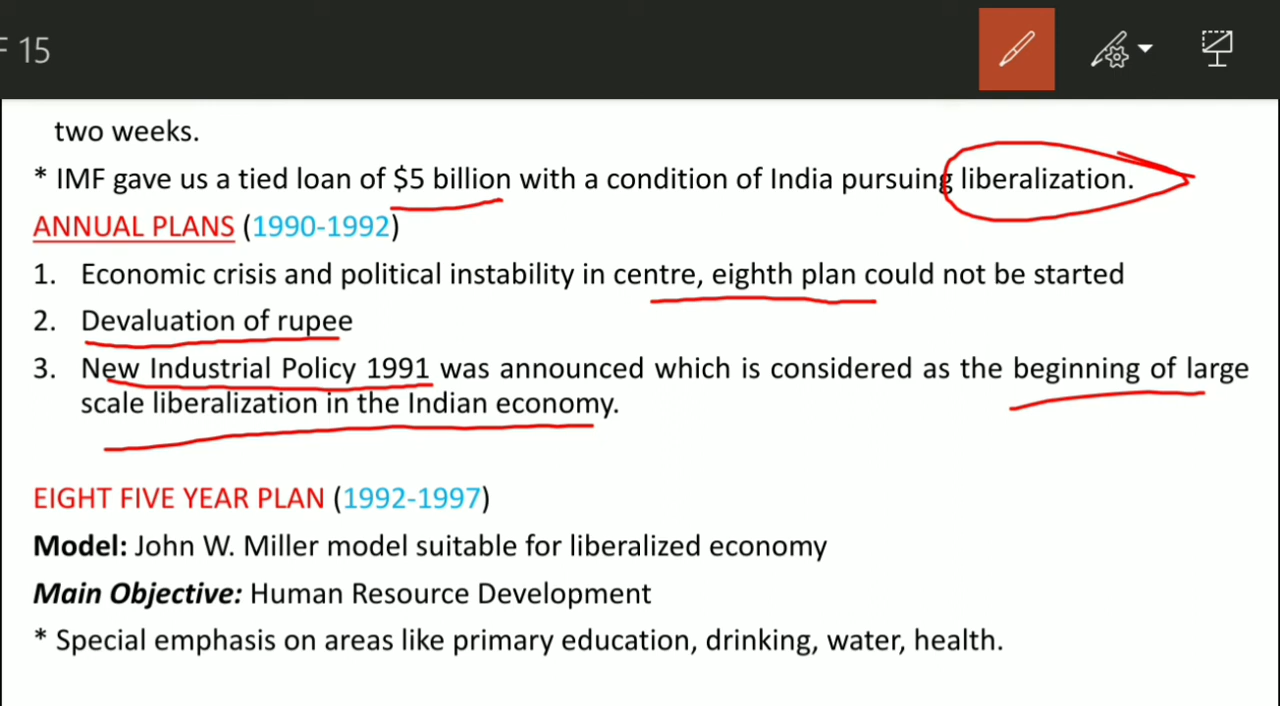 15
two weeks.
* IMF gave us a tied loan of $5 billion with a condition of India pursuing liberalization.
ANNUAL PLANS (1990-1992)
1. Economic crisis and political instability in centre, eighth plan could not be started
2. Devaluation of rupee
3. New Industrial Policy 1991 was announced which is considered as the beginning of large
scale liberalization in the Indian economy.
EIGHT FIVE YEAR PLAN (1992-1997)
Model: John W. Miller model suitable for liberalized economy
Main Objective: Human Resource Development
* Special emphasis on areas like primary education, drinking, water, health.